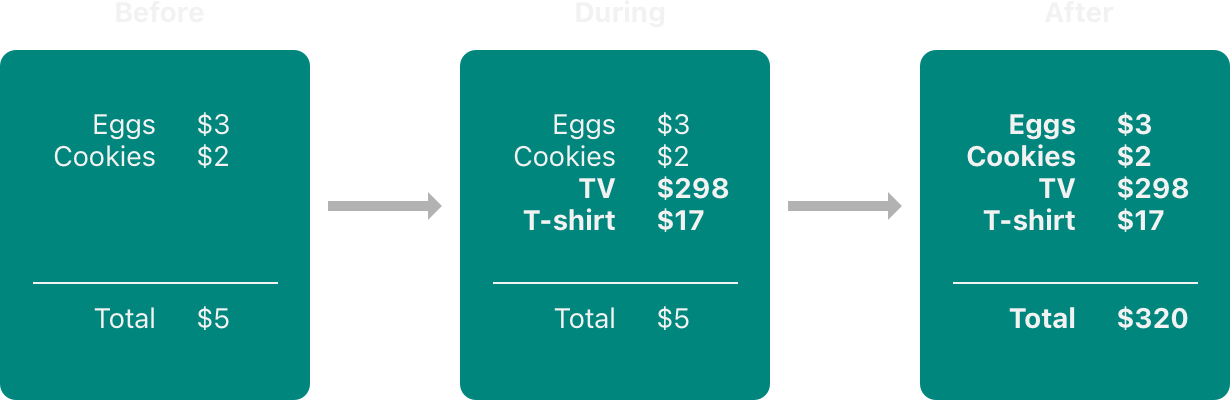 Before
Eggs $3
Cookies $2
Total $5
During
Eggs $3
Cookies $2
TV $298
T-shirt $17
Total $5
After
Eggs $3
Cookies $2
TV $298
T-shirt $17
Total $320